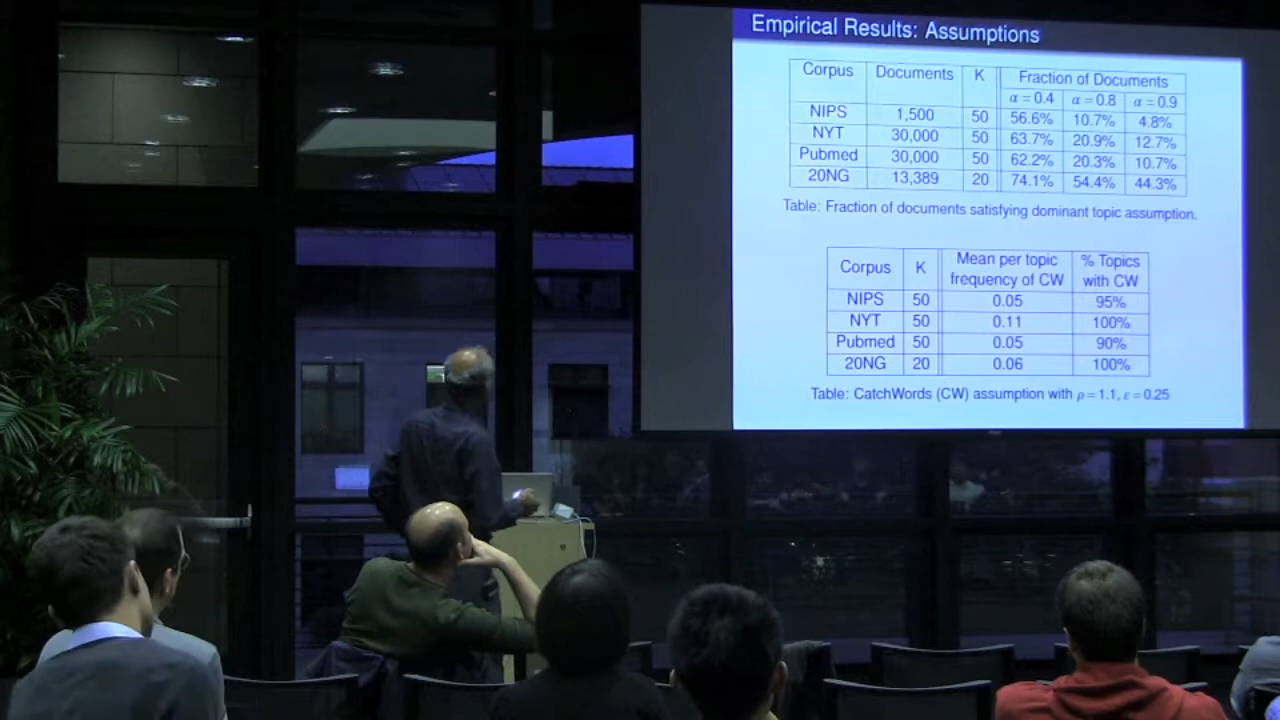 Empirical Results: Assumptions
Corpus Documents K Fraction of Documents
α = 0.4 α = 0.8 α = 0.9
NIPS 1,500 50 56.6% 10.7% 4.8%
NYT 30,000 50 63.7% 20.9% 12.7%
Pubmed 30,000 50 62.2% 20.3% 10.7%
20NG 13,389 20 74.1% 54.4% 44.3%
Table: Fraction of documents satisfying dominant topic assumption.
Corpus K Mean per topic % Topics
frequency of CW with CW
NIPS 50 0.05 95%
NYT 50 0.11 100%
Pubmed 50 0.05 90%
20NG 20 0.06 100%
Table: CatchWords (CW) assumption with ρ = 1.1, ε = 0.25